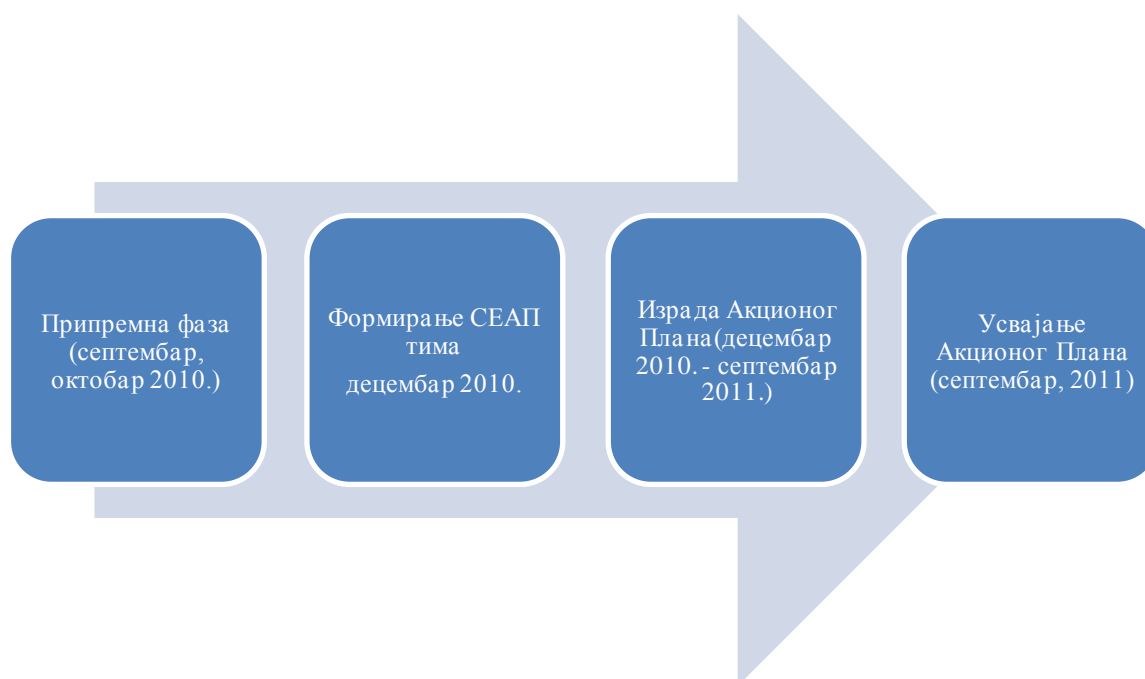 Припремна фаза
(септембар,
октобар 2010.)
Формирање СЕАП
тима
децембар 2010.
Израда Акционог
Плана(децембар
2010. - септембар
2011.)
Усвајање
Акционог Плана
(септембар, 2011)